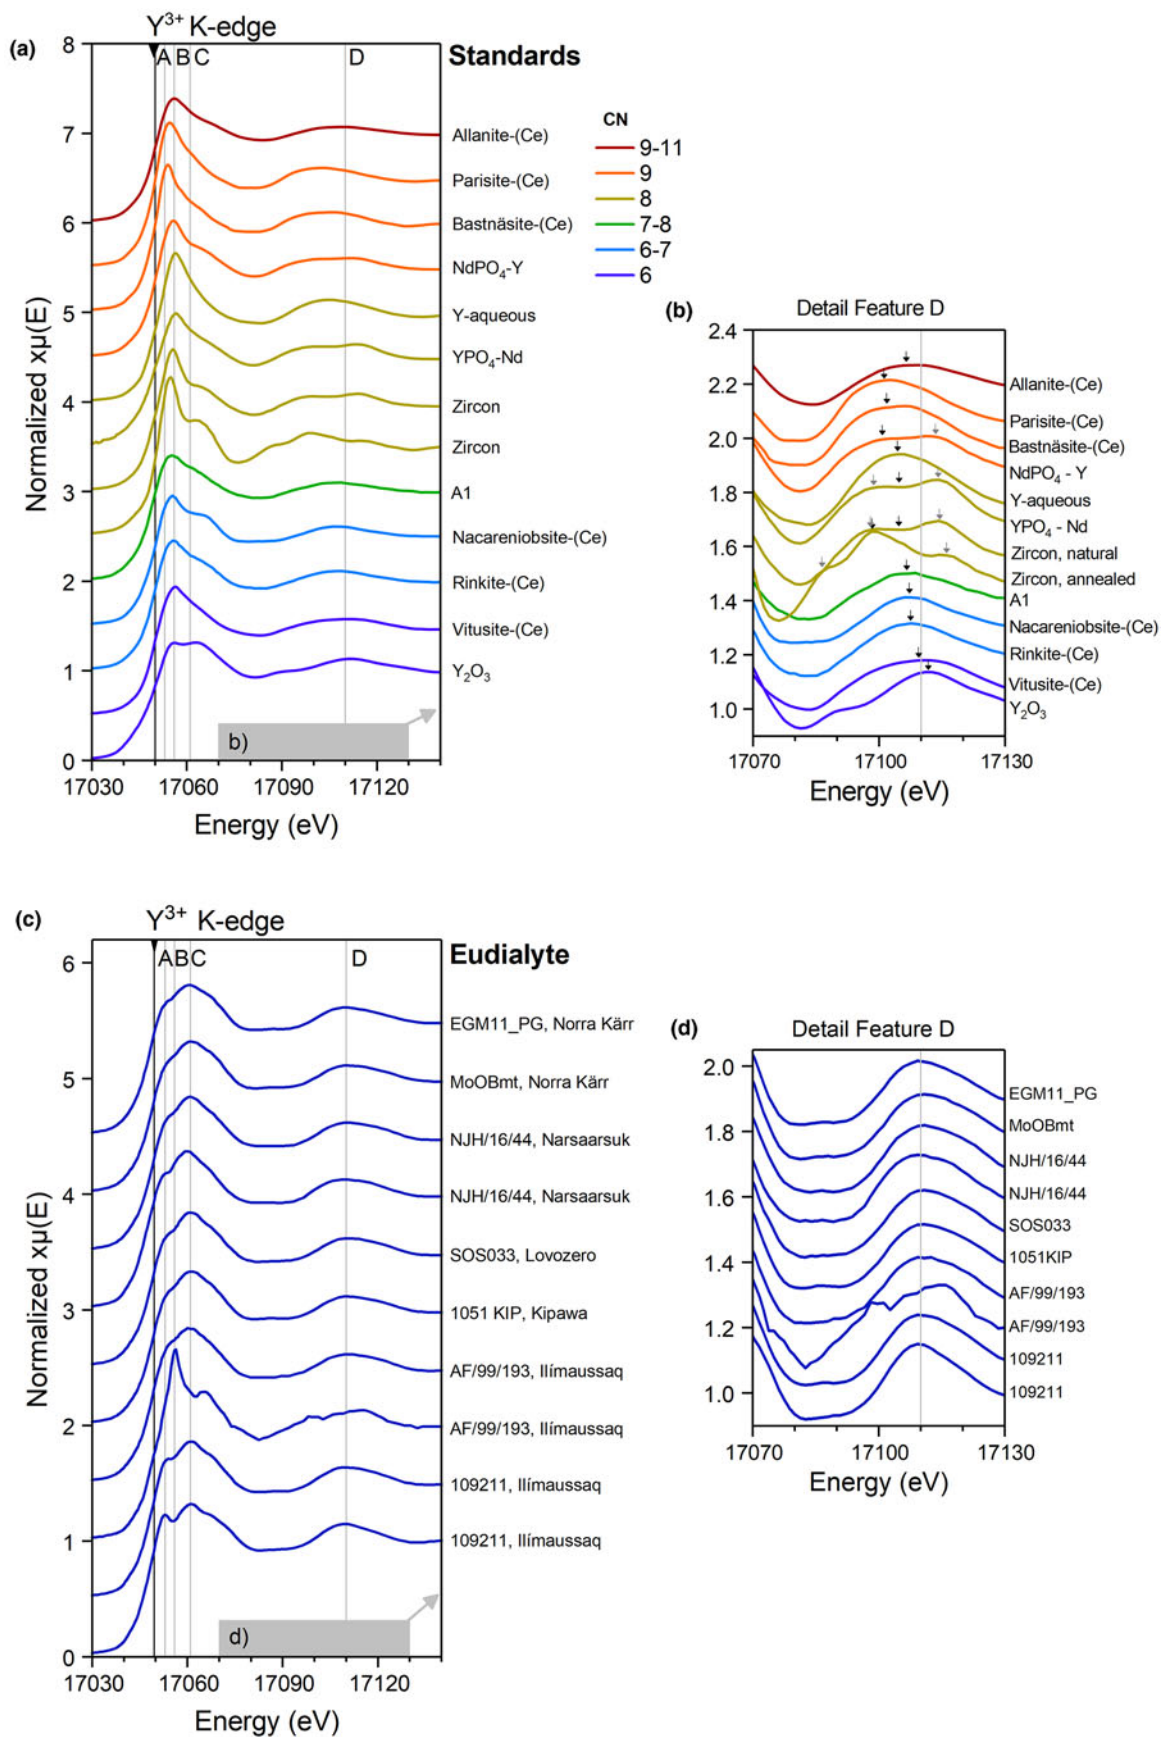 (a)
Y³⁺ K-edge
A B C D
Standards
8
7
6
5
4
3
2
1
0
Normalized xμ(E)
Allanite-(Ce)
Parisite-(Ce)
Bastnäsite-(Ce)
NdPO₄-Y
Y-aqueous
YPO₄-Nd
Zircon
Zircon
A1
Nacareniobsite-(Ce)
Rinkite-(Ce)
Vitusite-(Ce)
Y₂O₃
b)
17030 17060 17090 17120
Energy (eV)
CN
9-11
9
8
7-8
6-7
6
(b)
Detail Feature D
2.4
2.2
2.0
1.8
1.6
1.4
1.2
1.0
Allanite-(Ce)
Parisite-(Ce)
Bastnäsite-(Ce)
NdPO₄ - Y
Y-aqueous
YPO₄ - Nd
Zircon, natural
Zircon, annealed
A1
Nacareniobsite-(Ce)
Rinkite-(Ce)
Vitusite-(Ce)
Y₂O₃
17070 17100 17130
Energy (eV)
(c)
Y³⁺ K-edge
A B C D
Eudialyte
6
5
4
3
2
1
0
Normalized xμ(E)
EGM11_PG, Norra Kärr
MoOBmt, Norra Kärr
NJH/16/44, Narsaarsuk
NJH/16/44, Narsaarsuk
SOS033, Lovozero
1051 KIP, Kipawa
AF/99/193, Ilímaussaq
AF/99/193, Ilímaussaq
109211, Ilímaussaq
109211, Ilímaussaq
d)
17030 17060 17090 17120
Energy (eV)
(d)
Detail Feature D
2.0
1.8
1.6
1.4
1.2
1.0
EGM11_PG
MoOBmt
NJH/16/44
NJH/16/44
SOS033
1051KIP
AF/99/193
AF/99/193
109211
109211
17070 17100 17130
Energy (eV)